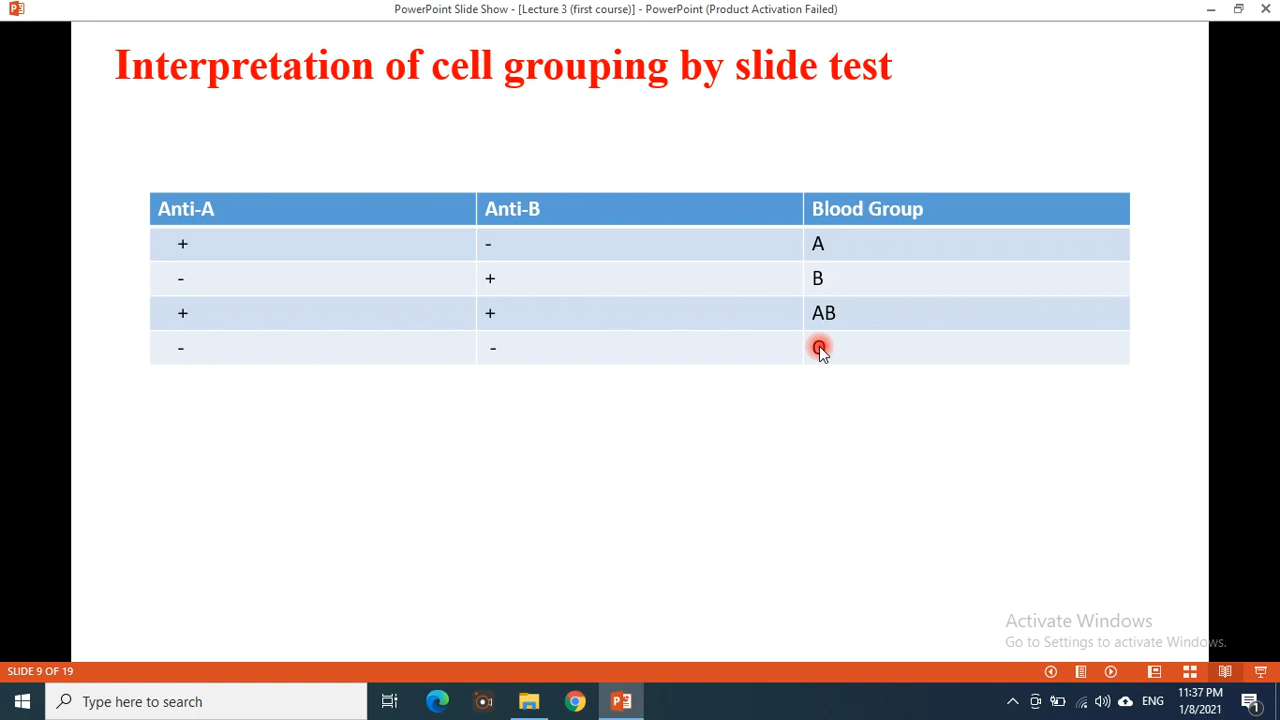 PowerPoint Slide Show - [Lecture 3 (first course)] - PowerPoint (Product Activation Failed)
Interpretation of cell grouping by slide test
Anti-A Anti-B Blood Group
+ - A
- + B
+ + AB
- - O
Activate Windows
Go to Settings to activate Windows.
SLIDE 9 OF 19
Type here to search
ENG
11:37 PM
1/8/2021
1